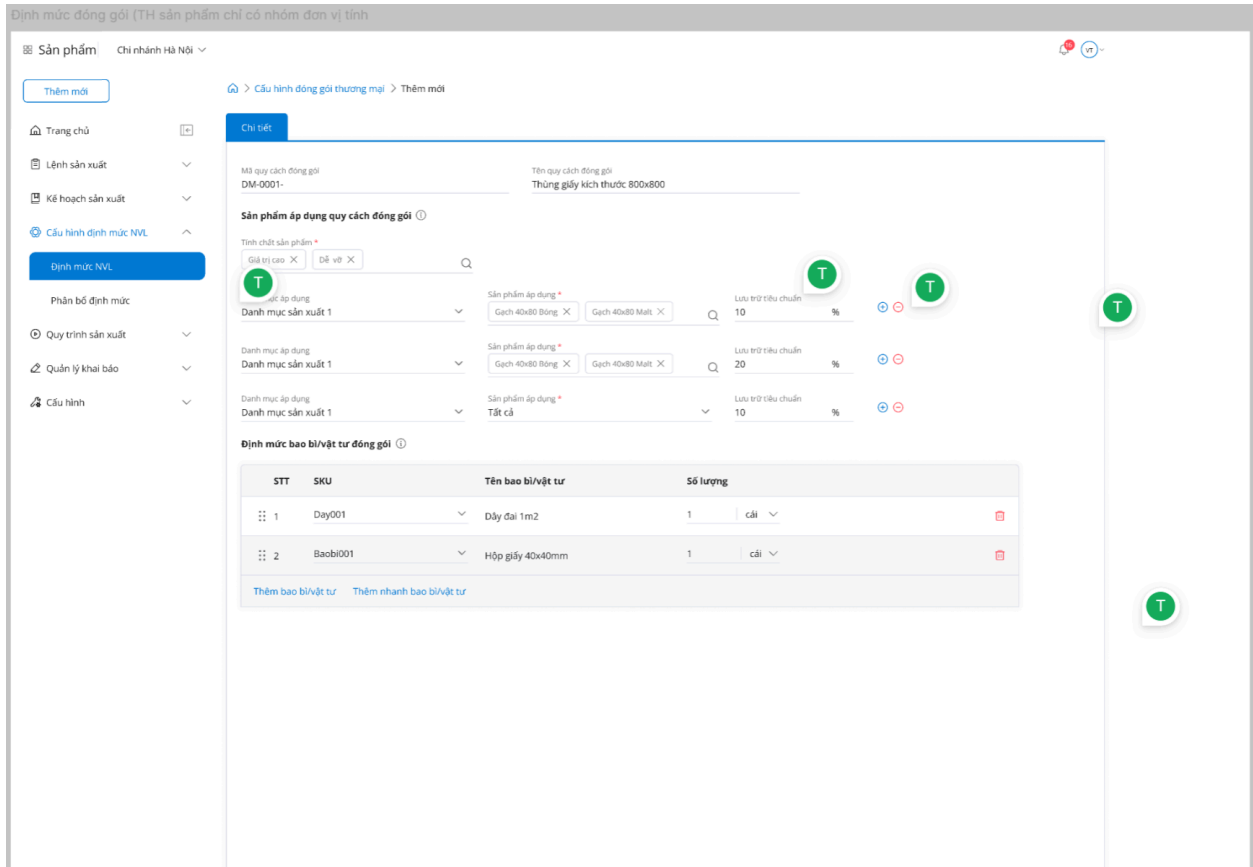 Định mức đóng gói (TH sản phẩm chỉ có nhóm đơn vị tính
Sản phẩm Chi nhánh Hà Nội 16 VT
Thêm mới
Cấu hình đóng gói thương mại > Thêm mới
Trang chủ
Chi tiết
Lệnh sản xuất
Kế hoạch sản xuất
Cấu hình định mức NVL
Định mức NVL
Phân bổ định mức
Quy trình sản xuất
Quản lý khai báo
Cấu hình
Mã quy cách đóng gói Tên quy cách đóng gói
DM-0001- Thùng giấy kích thước 800x800
Sản phẩm áp dụng quy cách đóng gói
Tính chất sản phẩm *
Giá trị cao X Dễ vỡ X
T T T T
ục áp dụng Sản phẩm áp dụng * Lưu trữ tiêu chuẩn
Danh mục sản xuất 1 Gạch 40x80 Bóng X Gạch 40x80 Malt X 10 %
Danh mục áp dụng Sản phẩm áp dụng * Lưu trữ tiêu chuẩn
Danh mục sản xuất 1 Gạch 40x80 Bóng X Gạch 40x80 Malt X 20 %
Danh mục áp dụng Sản phẩm áp dụng * Lưu trữ tiêu chuẩn
Danh mục sản xuất 1 Tất cả 10 %
Định mức bao bì/vật tư đóng gói
STT SKU Tên bao bì/vật tư Số lượng
1 Day001 Dây đai 1m2 1 cái
2 Baobi001 Hộp giấy 40x40mm 1 cái
Thêm bao bì/vật tư Thêm nhanh bao bì/vật tư
T